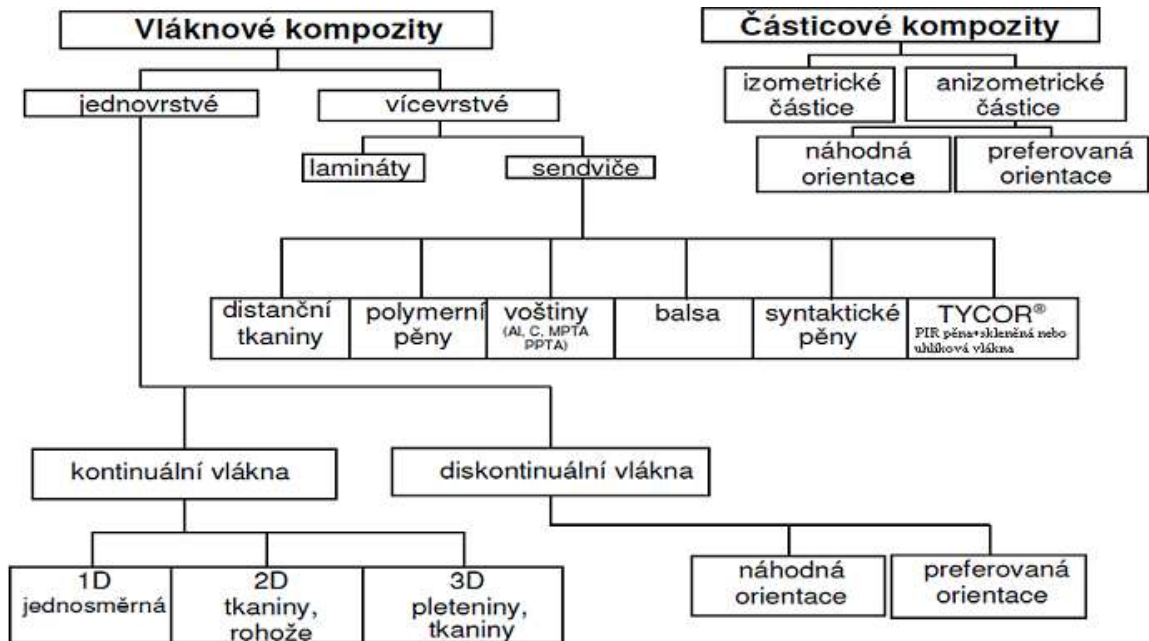 Vláknové kompozity
Částicové kompozity
jednovrstvé
vícevrstvé
izometrické
částice
anizometrické
částice
lamináty
sendviče
náhodná
orientace
preferovaná
orientace
distanční
tkaniny
polymerní
pěny
voštiny
(Al, C, MPTA
PPTA)
balsa
syntaktické
pěny
TYCOR®
PIR pěna+skleněná nebo
uhlíková vlákna
kontinuální vlákna
diskontinuální vlákna
1D
jednosměrná
2D
tkaniny,
rohože
3D
pleteniny,
tkaniny
náhodná
orientace
preferovaná
orientace